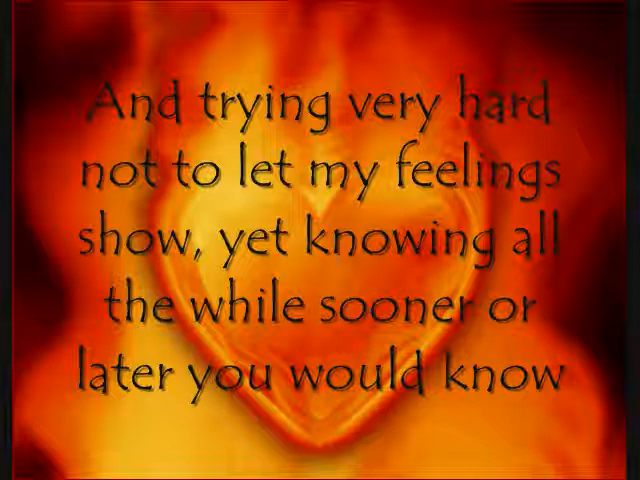 And trying very hard
not to let my feelings
show, yet knowing all
the while sooner or
later you would know